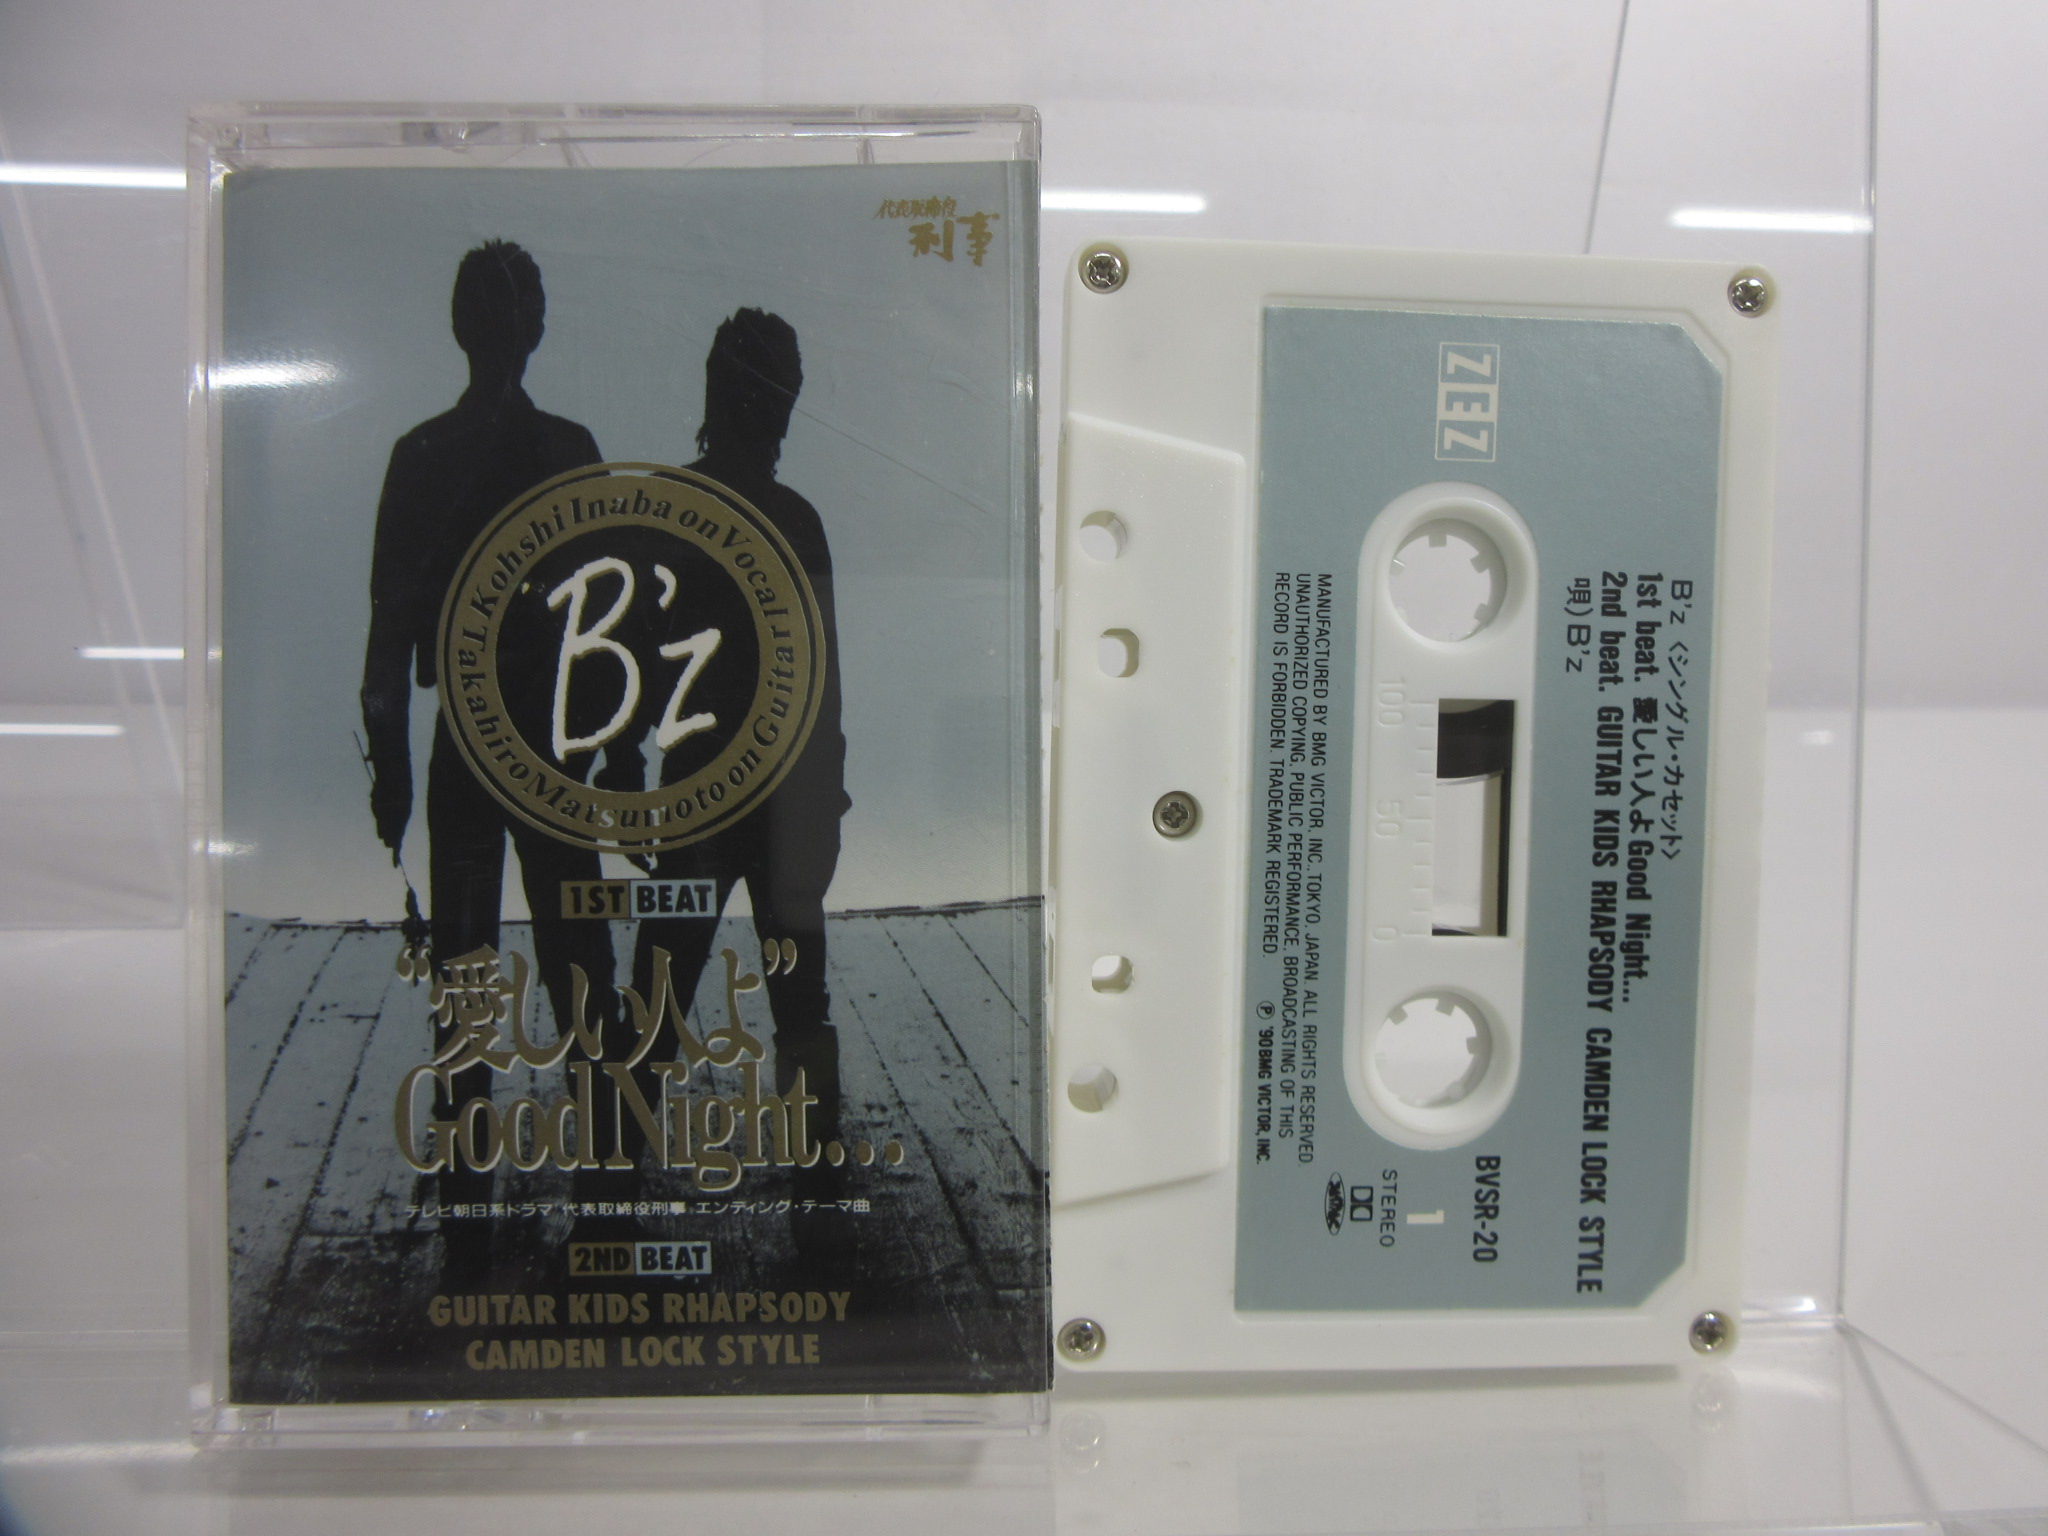 代表取締役
刑事
Takahiro Matsumoto on Guitar
T. Kohshi Inaba on Vocal
B'z
1ST BEAT
“愛しい人よ”
Good Night...
テレビ朝日系ドラマ 代表取締役刑事 エンディング・テーマ曲
2ND BEAT
GUITAR KIDS RHAPSODY
CAMDEN LOCK STYLE
B'z〈シングル・カセット〉
1st beat. 愛しい人よGood Night...
2nd beat. GUITAR KIDS RHAPSODY CAMDEN LOCK STYLE
唄) B'z
ZEZ
BVSR-20
1
STEREO
100 50 0
MANUFACTURED BY BMG VICTOR, INC., TOKYO, JAPAN. ALL RIGHTS RESERVED.
UNAUTHORIZED COPYING, PUBLIC PERFORMANCE, BROADCASTING OF THIS
RECORD IS FORBIDDEN. TRADEMARK REGISTERED. Ⓟ '90 BMG VICTOR, INC.